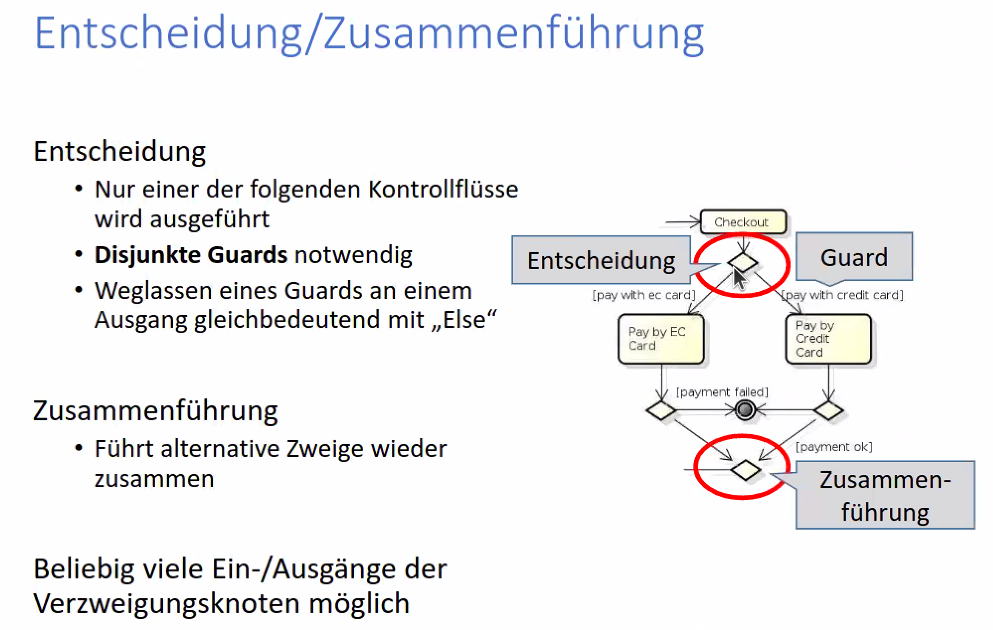 Entscheidung/Zusammenführung
Entscheidung
• Nur einer der folgenden Kontrollflüsse
wird ausgeführt
• Disjunkte Guards notwendig
• Weglassen eines Guards an einem
Ausgang gleichbedeutend mit „Else“
Zusammenführung
• Führt alternative Zweige wieder
zusammen
Beliebig viele Ein-/Ausgänge der
Verzweigungsknoten möglich
Checkout
Entscheidung
Guard
[pay with ec card]
[pay with credit card]
Pay by EC
Card
Pay by
Credit
Card
[payment failed]
[payment ok]
Zusammen-
führung